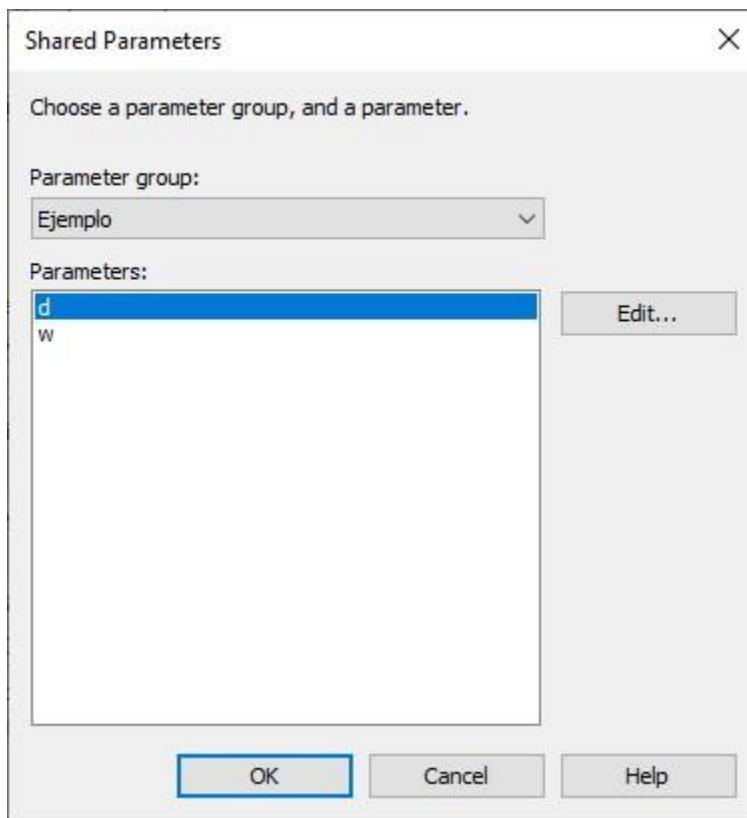 Shared Parameters
Choose a parameter group, and a parameter.
Parameter group:
Ejemplo
Parameters:
d
Edit...
w
OK Cancel Help